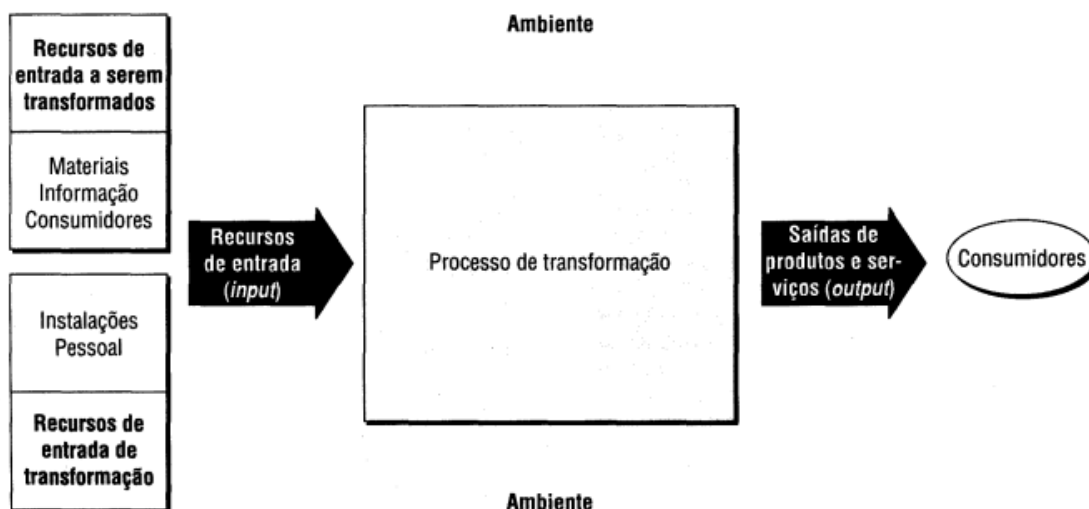 Ambiente
Recursos de
entrada a serem
transformados
Materiais
Informação
Consumidores
Instalações
Pessoal
Recursos de
entrada de
transformação
Recursos
de entrada
(input)
Processo de transformação
Saídas de
produtos e ser-
viços (output)
Consumidores
Ambiente